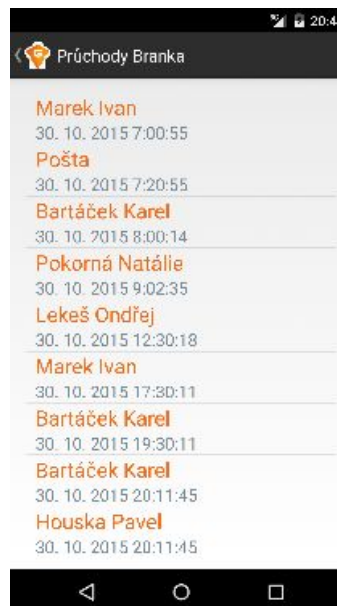 20:4
Průchody Branka
Marek Ivan
30. 10. 2015 7:00:55
Pošta
30. 10. 2015 7:20:55
Bartáček Karel
30. 10. 2015 8:00:14
Pokorná Natálie
30. 10. 2015 9:02:35
Lekeš Ondřej
30. 10. 2015 12:30:18
Marek Ivan
30. 10. 2015 17:30:11
Bartáček Karel
30. 10. 2015 19:30:11
Bartáček Karel
30. 10. 2015 20:11:45
Houska Pavel
30. 10. 2015 20:11:45